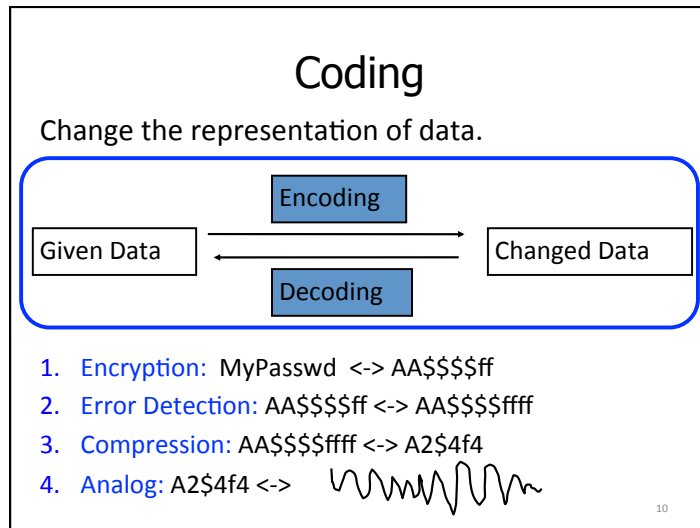 Coding
Change the representation of data.
Encoding
Given Data
Changed Data
Decoding
1. Encryption: MyPasswd <-> AA$$$$ff
2. Error Detection: AA$$$$ff <-> AA$$$$ffff
3. Compression: AA$$$$ffff <-> A2$4f4
4. Analog: A2$4f4 <->
10